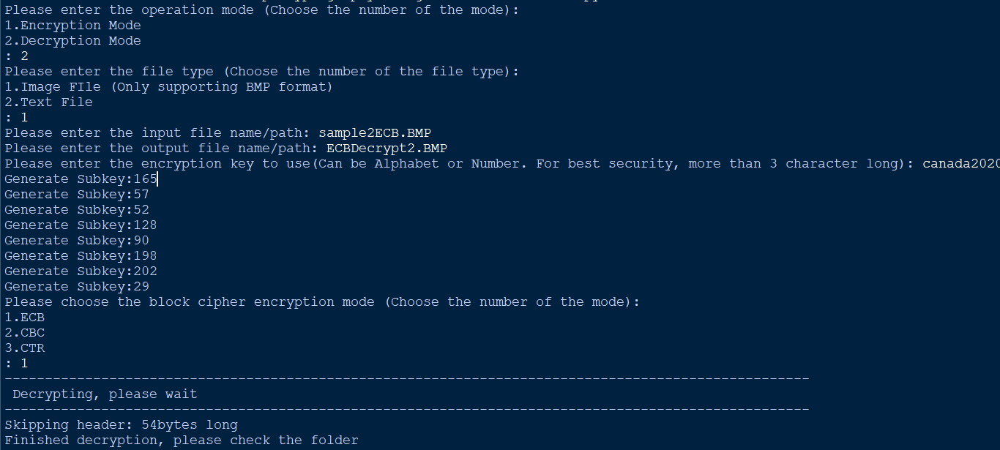 Please enter the operation mode (Choose the number of the mode):
1.Encryption Mode
2.Decryption Mode
: 2
Please enter the file type (Choose the number of the file type):
1.Image FIle (Only supporting BMP format)
2.Text File
: 1
Please enter the input file name/path: sample2ECB.BMP
Please enter the output file name/path: ECBDecrypt2.BMP
Please enter the encryption key to use(Can be Alphabet or Number. For best security, more than 3 character long): canada2020
Generate Subkey:165
Generate Subkey:57
Generate Subkey:52
Generate Subkey:128
Generate Subkey:90
Generate Subkey:198
Generate Subkey:202
Generate Subkey:29
Please choose the block cipher encryption mode (Choose the number of the mode):
1.ECB
2.CBC
3.CTR
: 1
----------------------------------------------------------------------------------------------------
Decrypting, please wait
----------------------------------------------------------------------------------------------------
Skipping header: 54bytes long
Finished decryption, please check the folder